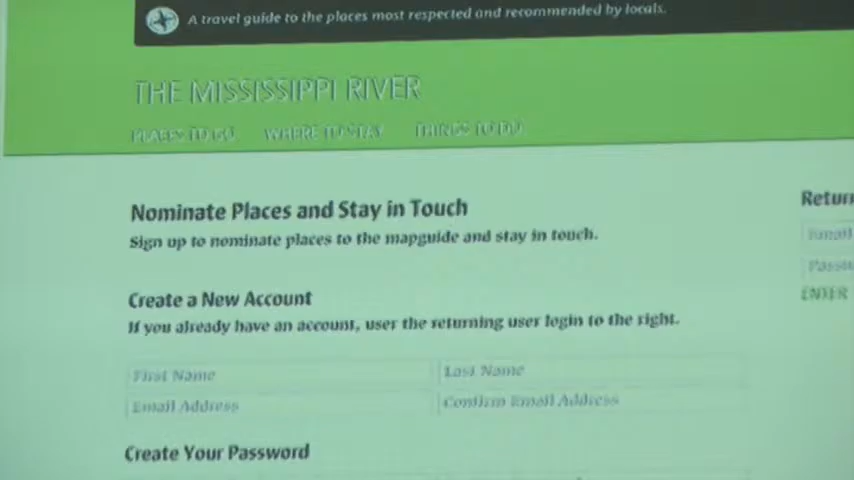 A travel guide to the places most respected and recommended by locals.
THE MISSISSIPPI RIVER
PLACES TO GO WHERE TO STAY THINGS TO DO
Nominate Places and Stay in Touch
Sign up to nominate places to the mapguide and stay in touch.
Create a New Account
If you already have an account, user the returning user login to the right.
First Name Last Name
Email Address Confirm Email Address
Create Your Password
Return
Email
Passw
ENTER